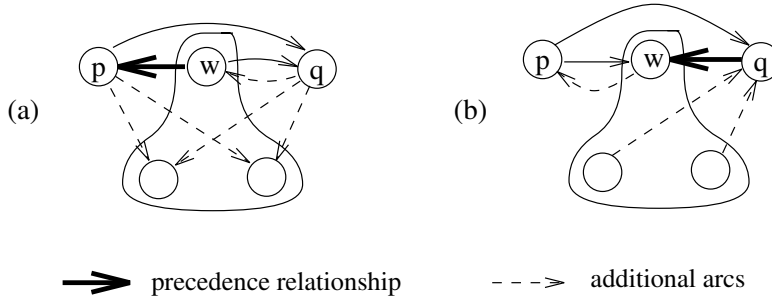 p w q p w q
(a) (b)
precedence relationship additional arcs